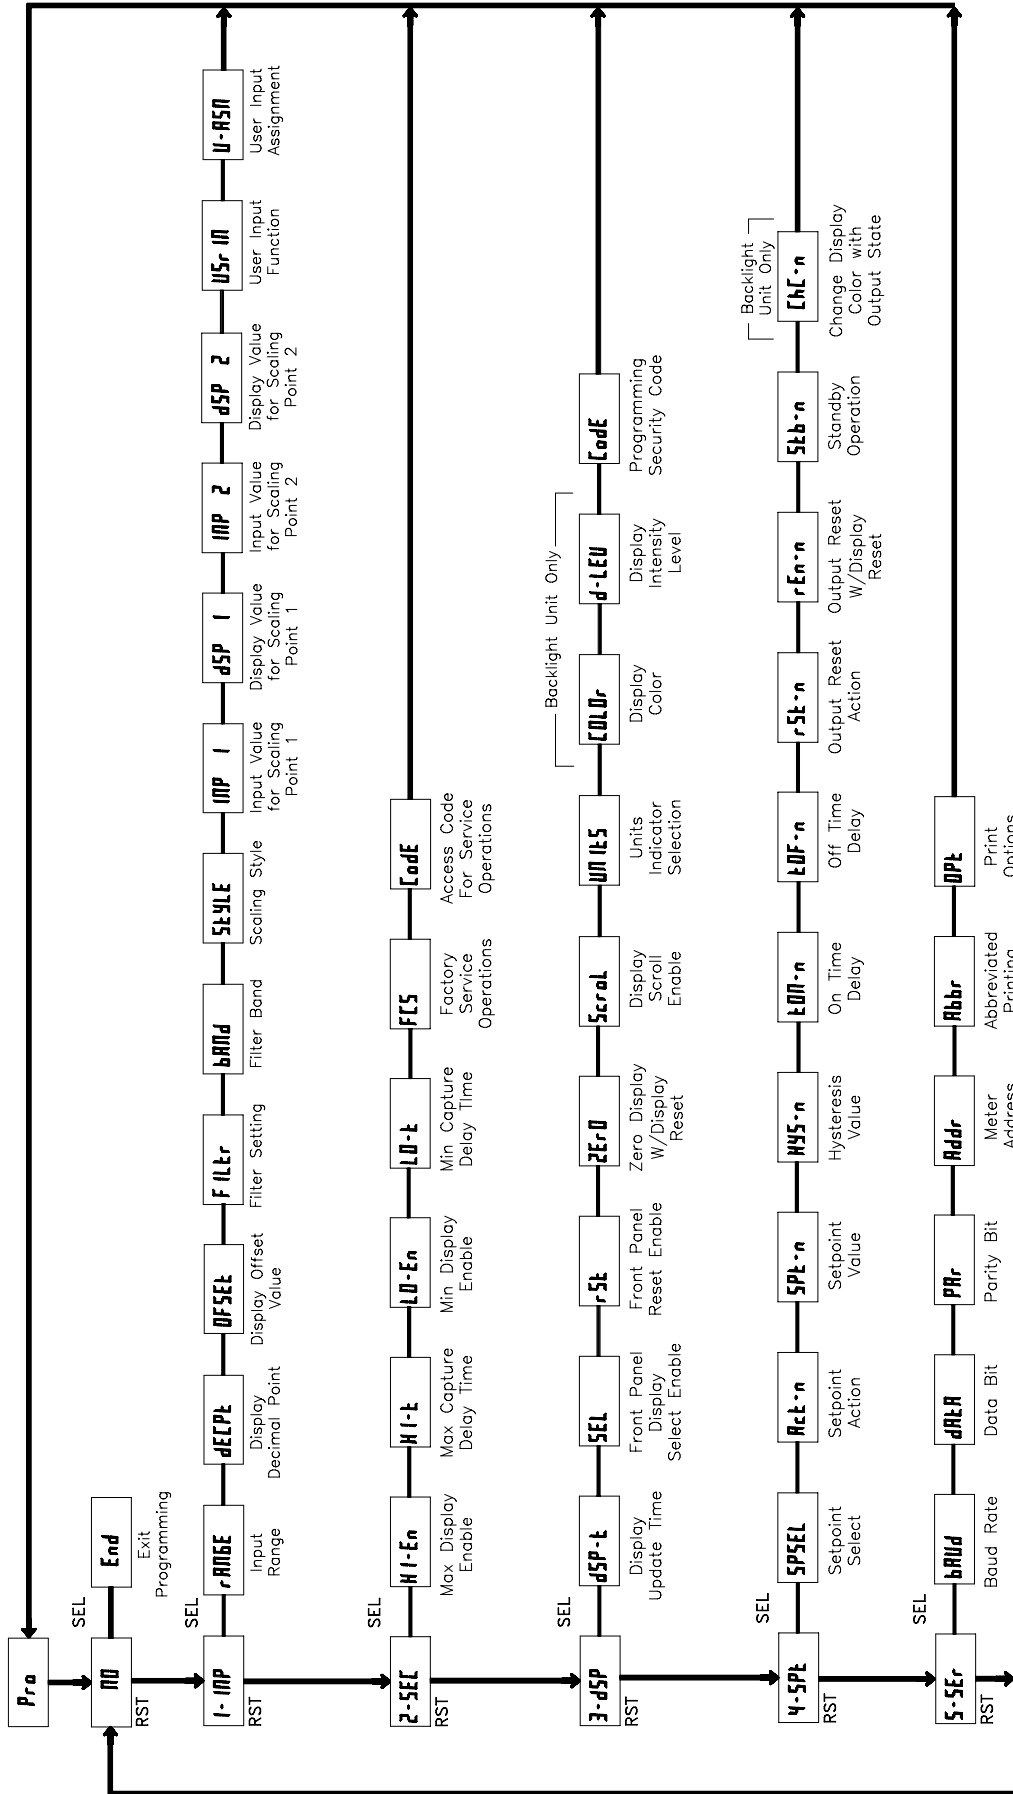 Pro
NO
SEL
RST
End
Exit
Programming
1-INP
SEL
RST
rANGE
Input
Range
dECPt
Display
Decimal Point
OFSEt
Display Offset
Value
FILtr
Filter Setting
bANd
Filter Band
StYLE
Scaling Style
INP 1
Input Value
for Scaling
Point 1
dSP 1
Display Value
for Scaling
Point 1
INP 2
Input Value
for Scaling
Point 2
dSP 2
Display Value
for Scaling
Point 2
USrIN
User Input
Function
U-ASN
User Input
Assignment
2-SEC
SEL
RST
HI-En
Max Display
Enable
HI-t
Max Capture
Delay Time
LO-En
Min Display
Enable
LO-t
Min Capture
Delay TIme
FCS
Factory
Service
Operations
CodE
Access Code
For Service
Operations
3-dSP
SEL
RST
dSP-t
Display
Update Time
SEL
Front Panel
Display
Select Enable
rSt
Front Panel
Reset Enable
ZErO
Zero Display
W/Display
Reset
ScroL
Display
Scroll
Enable
UNItS
Units
Indicator
Selection
Backlight Unit Only
COLOr
Display
Color
d-LEV
Display
Intensity
Level
CodE
Programming
Security Code
4-SPt
SEL
RST
SPSEL
Setpoint
Select
Act-n
Setpoint
Action
SPt-n
Setpoint
Value
HYS-n
Hysteresis
Value
tON-n
On Time
Delay
tOF-n
Off Time
Delay
rSt-n
Output Reset
Action
rEn-n
Output Reset
W/Display
Reset
Stb-n
Standby
Operation
Backlight
Unit Only
ChC-n
Change Display
Color with
Output State
5-SEr
SEL
RST
bAUd
Baud Rate
dAtA
Data Bit
PAr
Parity Bit
Addr
Meter
Address
Abbr
Abbreviated
Printing
OPt
Print
Options